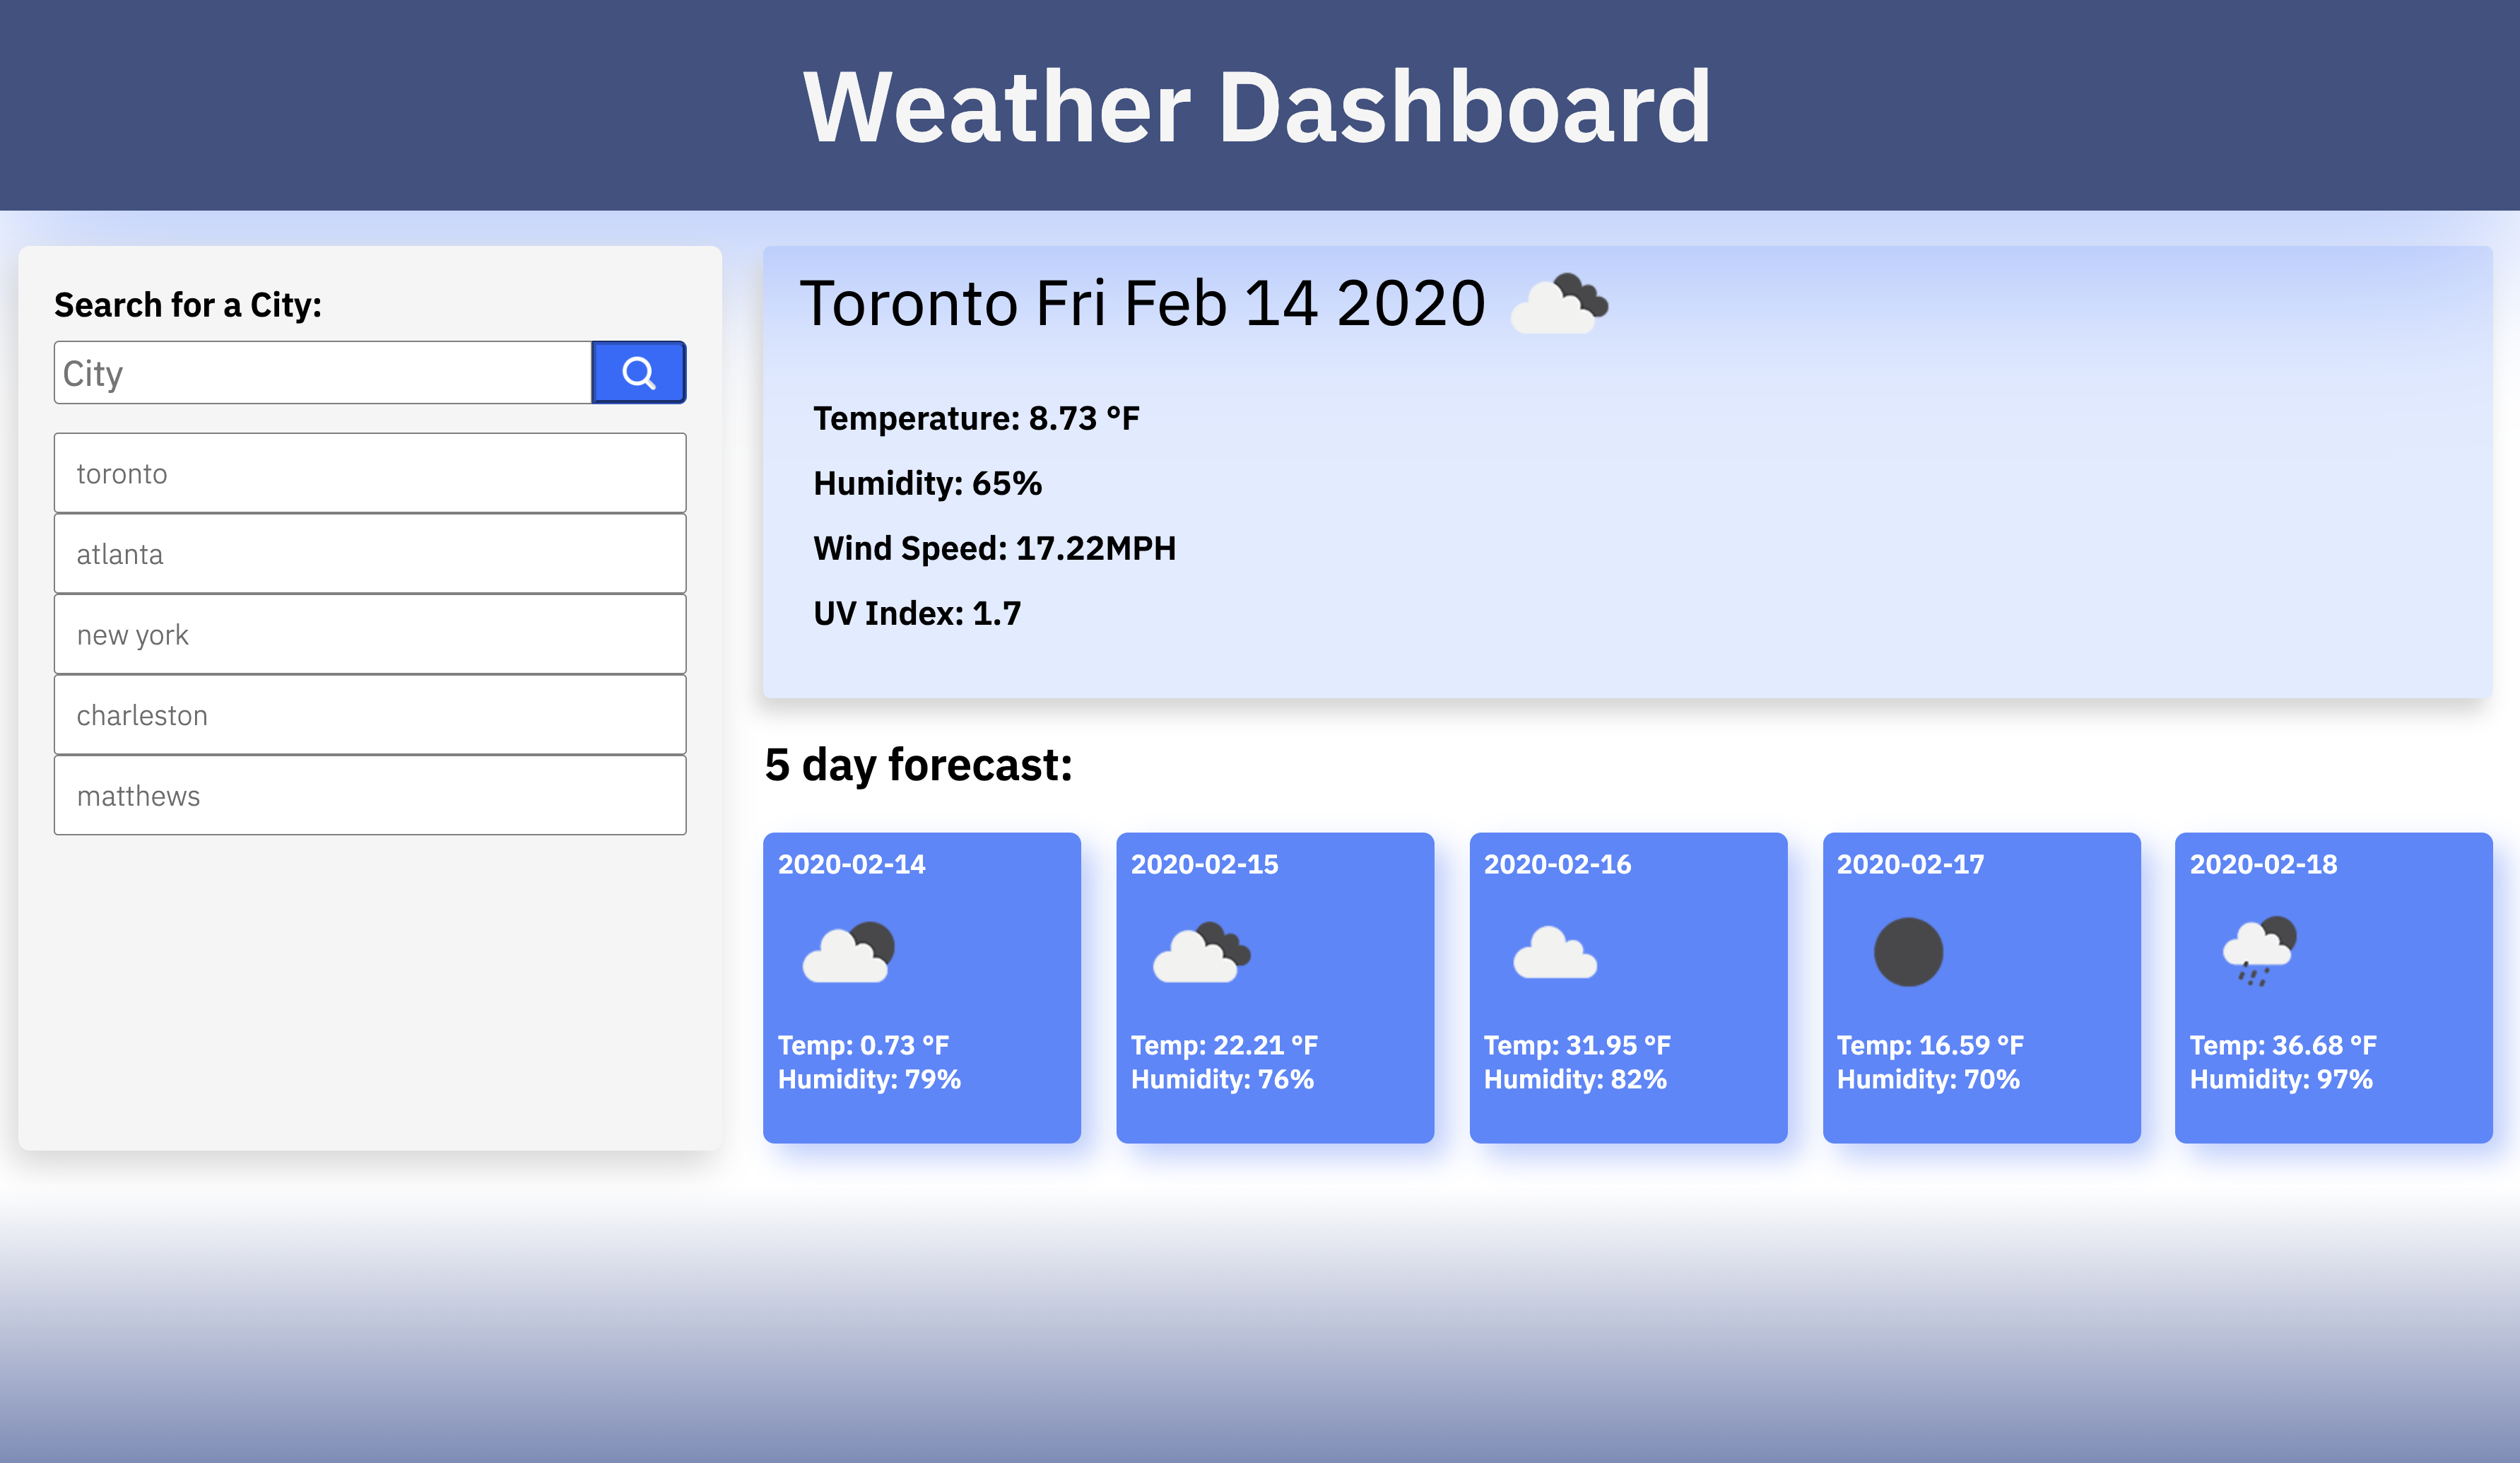 Weather Dashboard
Search for a City:
City
toronto
atlanta
new york
charleston
matthews
Toronto Fri Feb 14 2020
Temperature: 8.73 °F
Humidity: 65%
Wind Speed: 17.22MPH
UV Index: 1.7
5 day forecast:
2020-02-14
Temp: 0.73 °F
Humidity: 79%
2020-02-15
Temp: 22.21 °F
Humidity: 76%
2020-02-16
Temp: 31.95 °F
Humidity: 82%
2020-02-17
Temp: 16.59 °F
Humidity: 70%
2020-02-18
Temp: 36.68 °F
Humidity: 97%